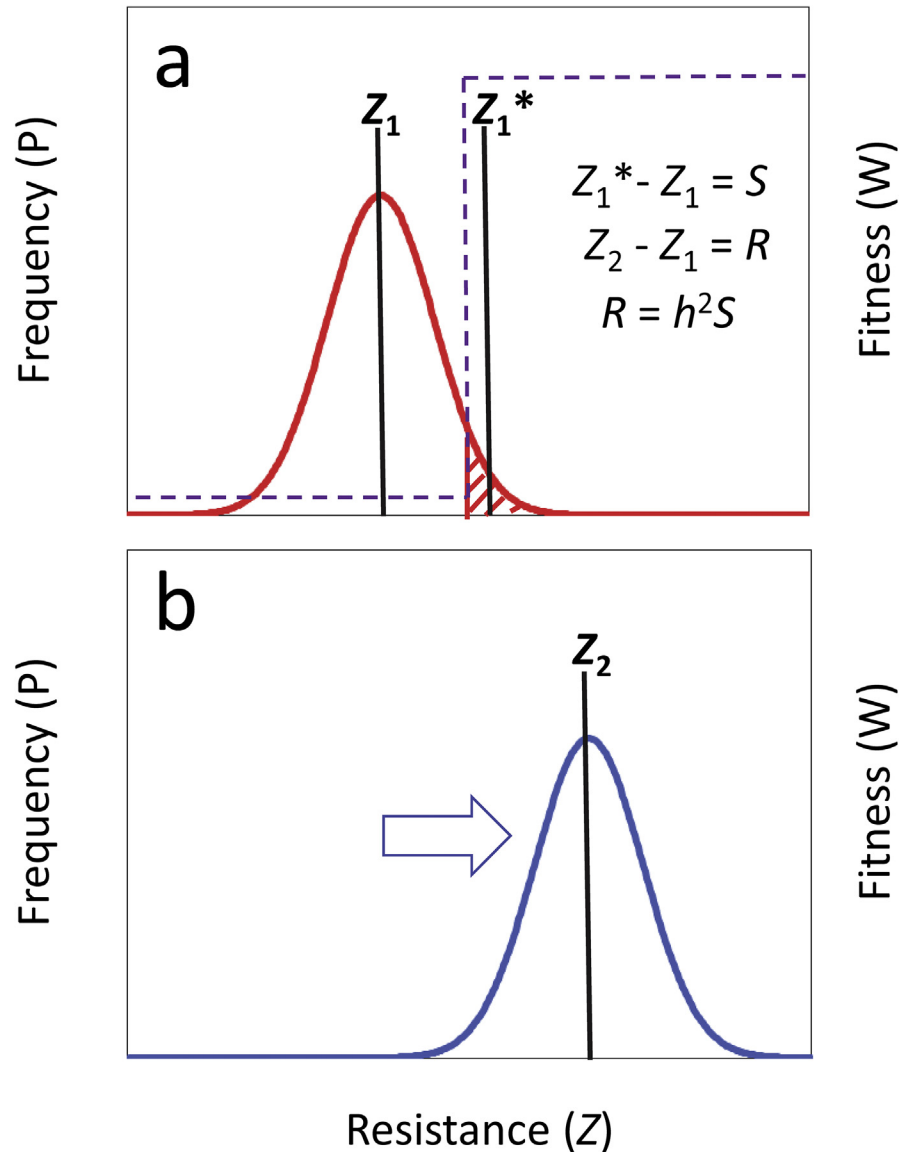 a
Frequency (P)
Z₁
Z₁*
Z₁*- Z₁ = S
Z₂ - Z₁ = R
R = h²S
Fitness (W)
b
Frequency (P)
Z₂
Fitness (W)
Resistance (Z)